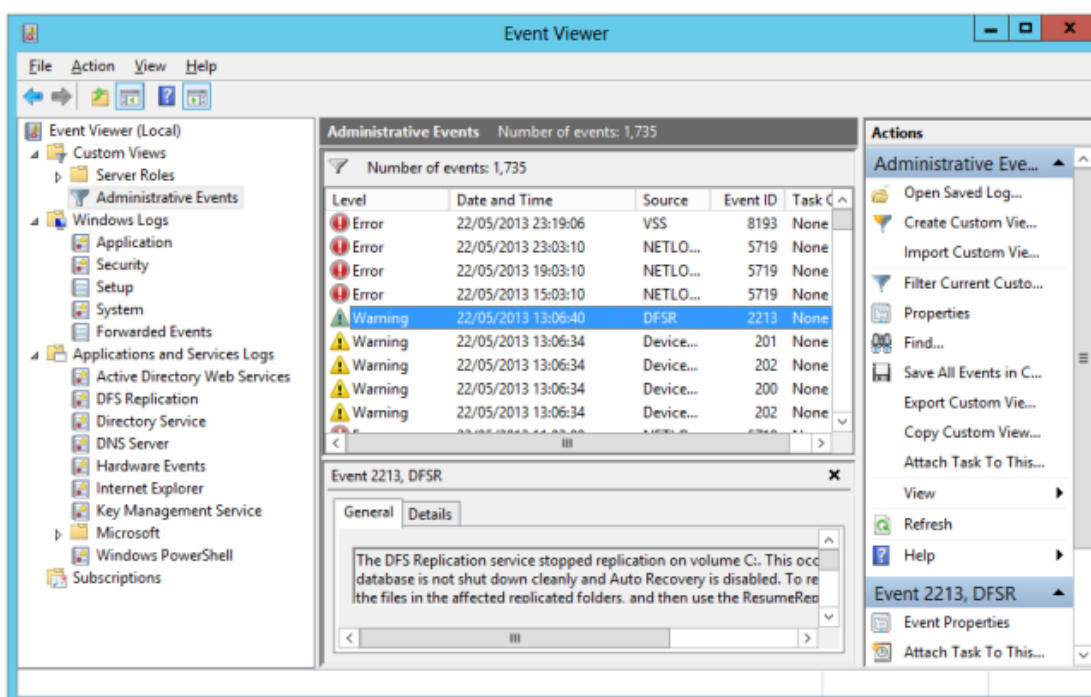 Event Viewer
File Action View Help
Event Viewer (Local)
Custom Views
Server Roles
Administrative Events
Windows Logs
Application
Security
Setup
System
Forwarded Events
Applications and Services Logs
Active Directory Web Services
DFS Replication
Directory Service
DNS Server
Hardware Events
Internet Explorer
Key Management Service
Microsoft
Windows PowerShell
Subscriptions
Administrative Events Number of events: 1,735
Number of events: 1,735
Level Date and Time Source Event ID Task C
Error 22/05/2013 23:19:06 VSS 8193 None
Error 22/05/2013 23:03:10 NETLO... 5719 None
Error 22/05/2013 19:03:10 NETLO... 5719 None
Error 22/05/2013 15:03:10 NETLO... 5719 None
Warning 22/05/2013 13:06:40 DFSR 2213 None
Warning 22/05/2013 13:06:34 Device... 201 None
Warning 22/05/2013 13:06:34 Device... 202 None
Warning 22/05/2013 13:06:34 Device... 200 None
Warning 22/05/2013 13:06:34 Device... 202 None
Event 2213, DFSR
General Details
The DFS Replication service stopped replication on volume C:. This occ
database is not shut down cleanly and Auto Recovery is disabled. To re
the files in the affected replicated folders, and then use the ResumeRep
Actions
Administrative Eve...
Open Saved Log...
Create Custom Vie...
Import Custom Vie...
Filter Current Custo...
Properties
Find...
Save All Events in C...
Export Custom Vie...
Copy Custom View...
Attach Task To This...
View
Refresh
Help
Event 2213, DFSR
Event Properties
Attach Task To This...